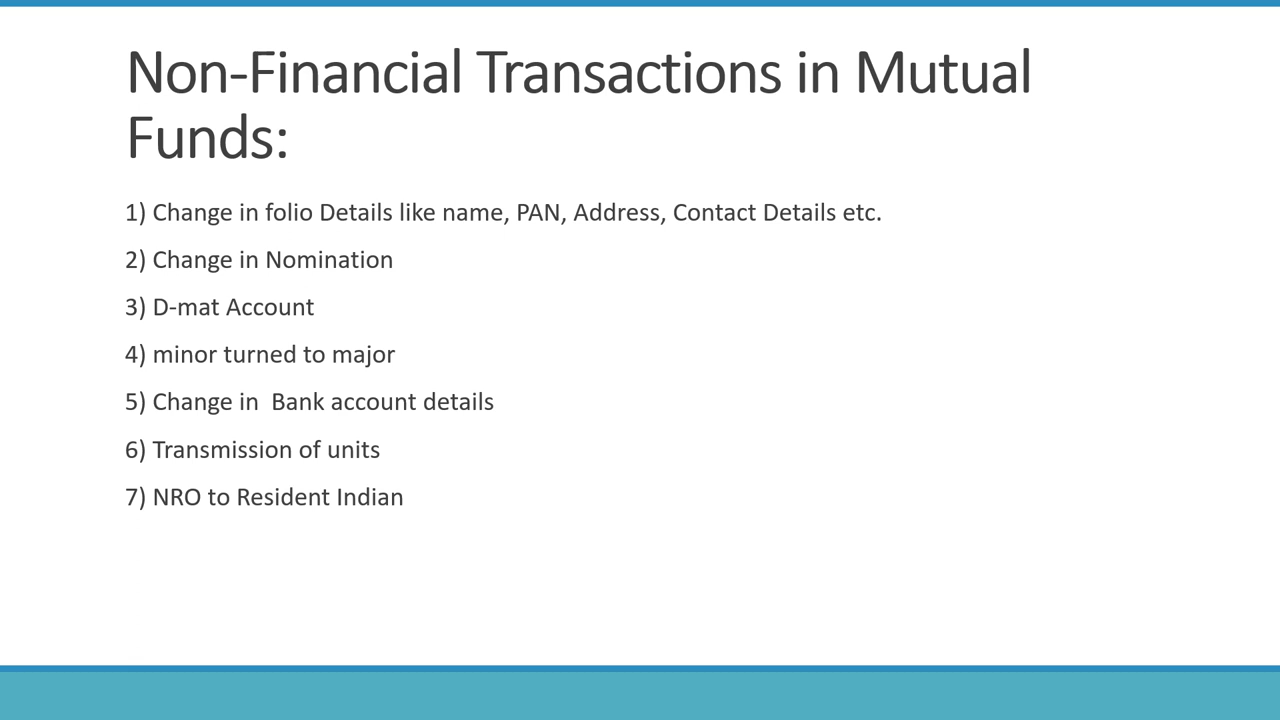 Non-Financial Transactions in Mutual
Funds:
1) Change in folio Details like name, PAN, Address, Contact Details etc.
2) Change in Nomination
3) D-mat Account
4) minor turned to major
5) Change in  Bank account details
6) Transmission of units
7) NRO to Resident Indian